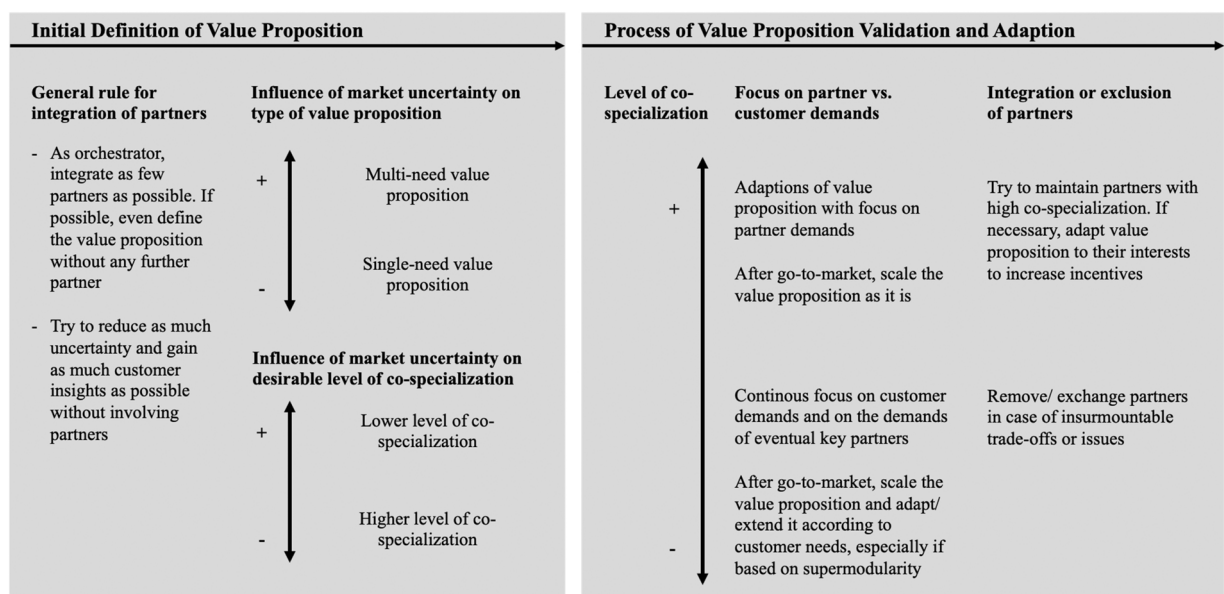 Initial Definition of Value Proposition
General rule for
integration of partners
- As orchestrator,
integrate as few
partners as possible. If
possible, even define
the value proposition
without any further
partner
- Try to reduce as much
uncertainty and gain
as much customer
insights as possible
without involving
partners
Influence of market uncertainty on
type of value proposition
+
Multi-need value
proposition
Single-need value
proposition
-
Influence of market uncertainty on
desirable level of co-specialization
+
Lower level of co-
specialization
Higher level of co-
specialization
-
Process of Value Proposition Validation and Adaption
Level of co-
specialization
+
-
Focus on partner vs.
customer demands
Adaptions of value
proposition with focus on
partner demands
After go-to-market, scale the
value proposition as it is
Continous focus on customer
demands and on the demands
of eventual key partners
After go-to-market, scale the
value proposition and adapt/
extend it according to
customer needs, especially if
based on supermodularity
Integration or exclusion
of partners
Try to maintain partners with
high co-specialization. If
necessary, adapt value
proposition to their interests
to increase incentives
Remove/ exchange partners
in case of insurmountable
trade-offs or issues